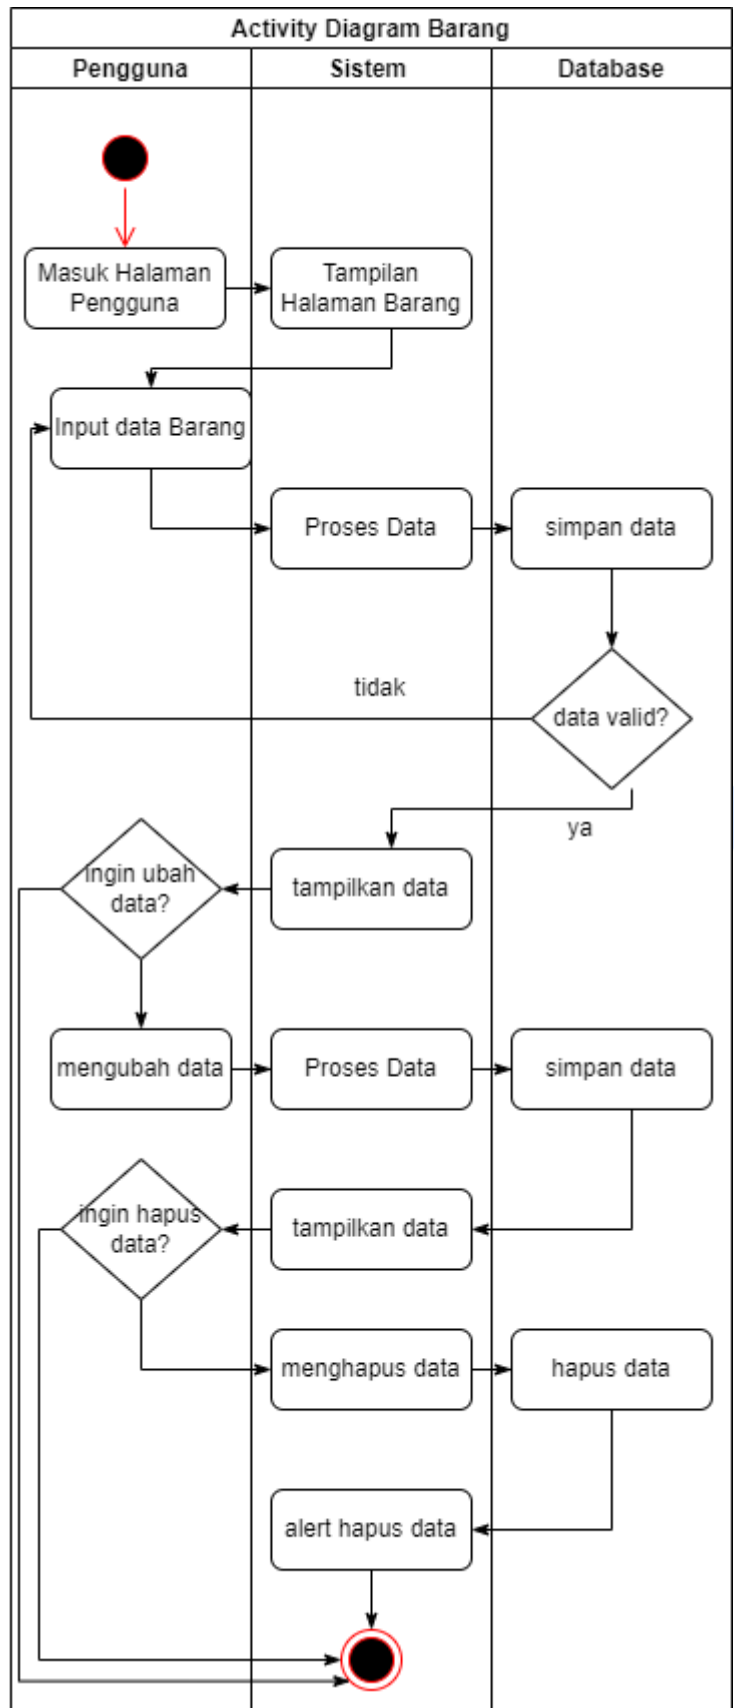 Activity Diagram Barang
Pengguna
Sistem
Database
Masuk Halaman
Pengguna
Tampilan
Halaman Barang
Input data Barang
Proses Data
simpan data
data valid?
tidak
ya
tampilkan data
ingin ubah
data?
mengubah data
Proses Data
simpan data
tampilkan data
ingin hapus
data?
menghapus data
hapus data
alert hapus data